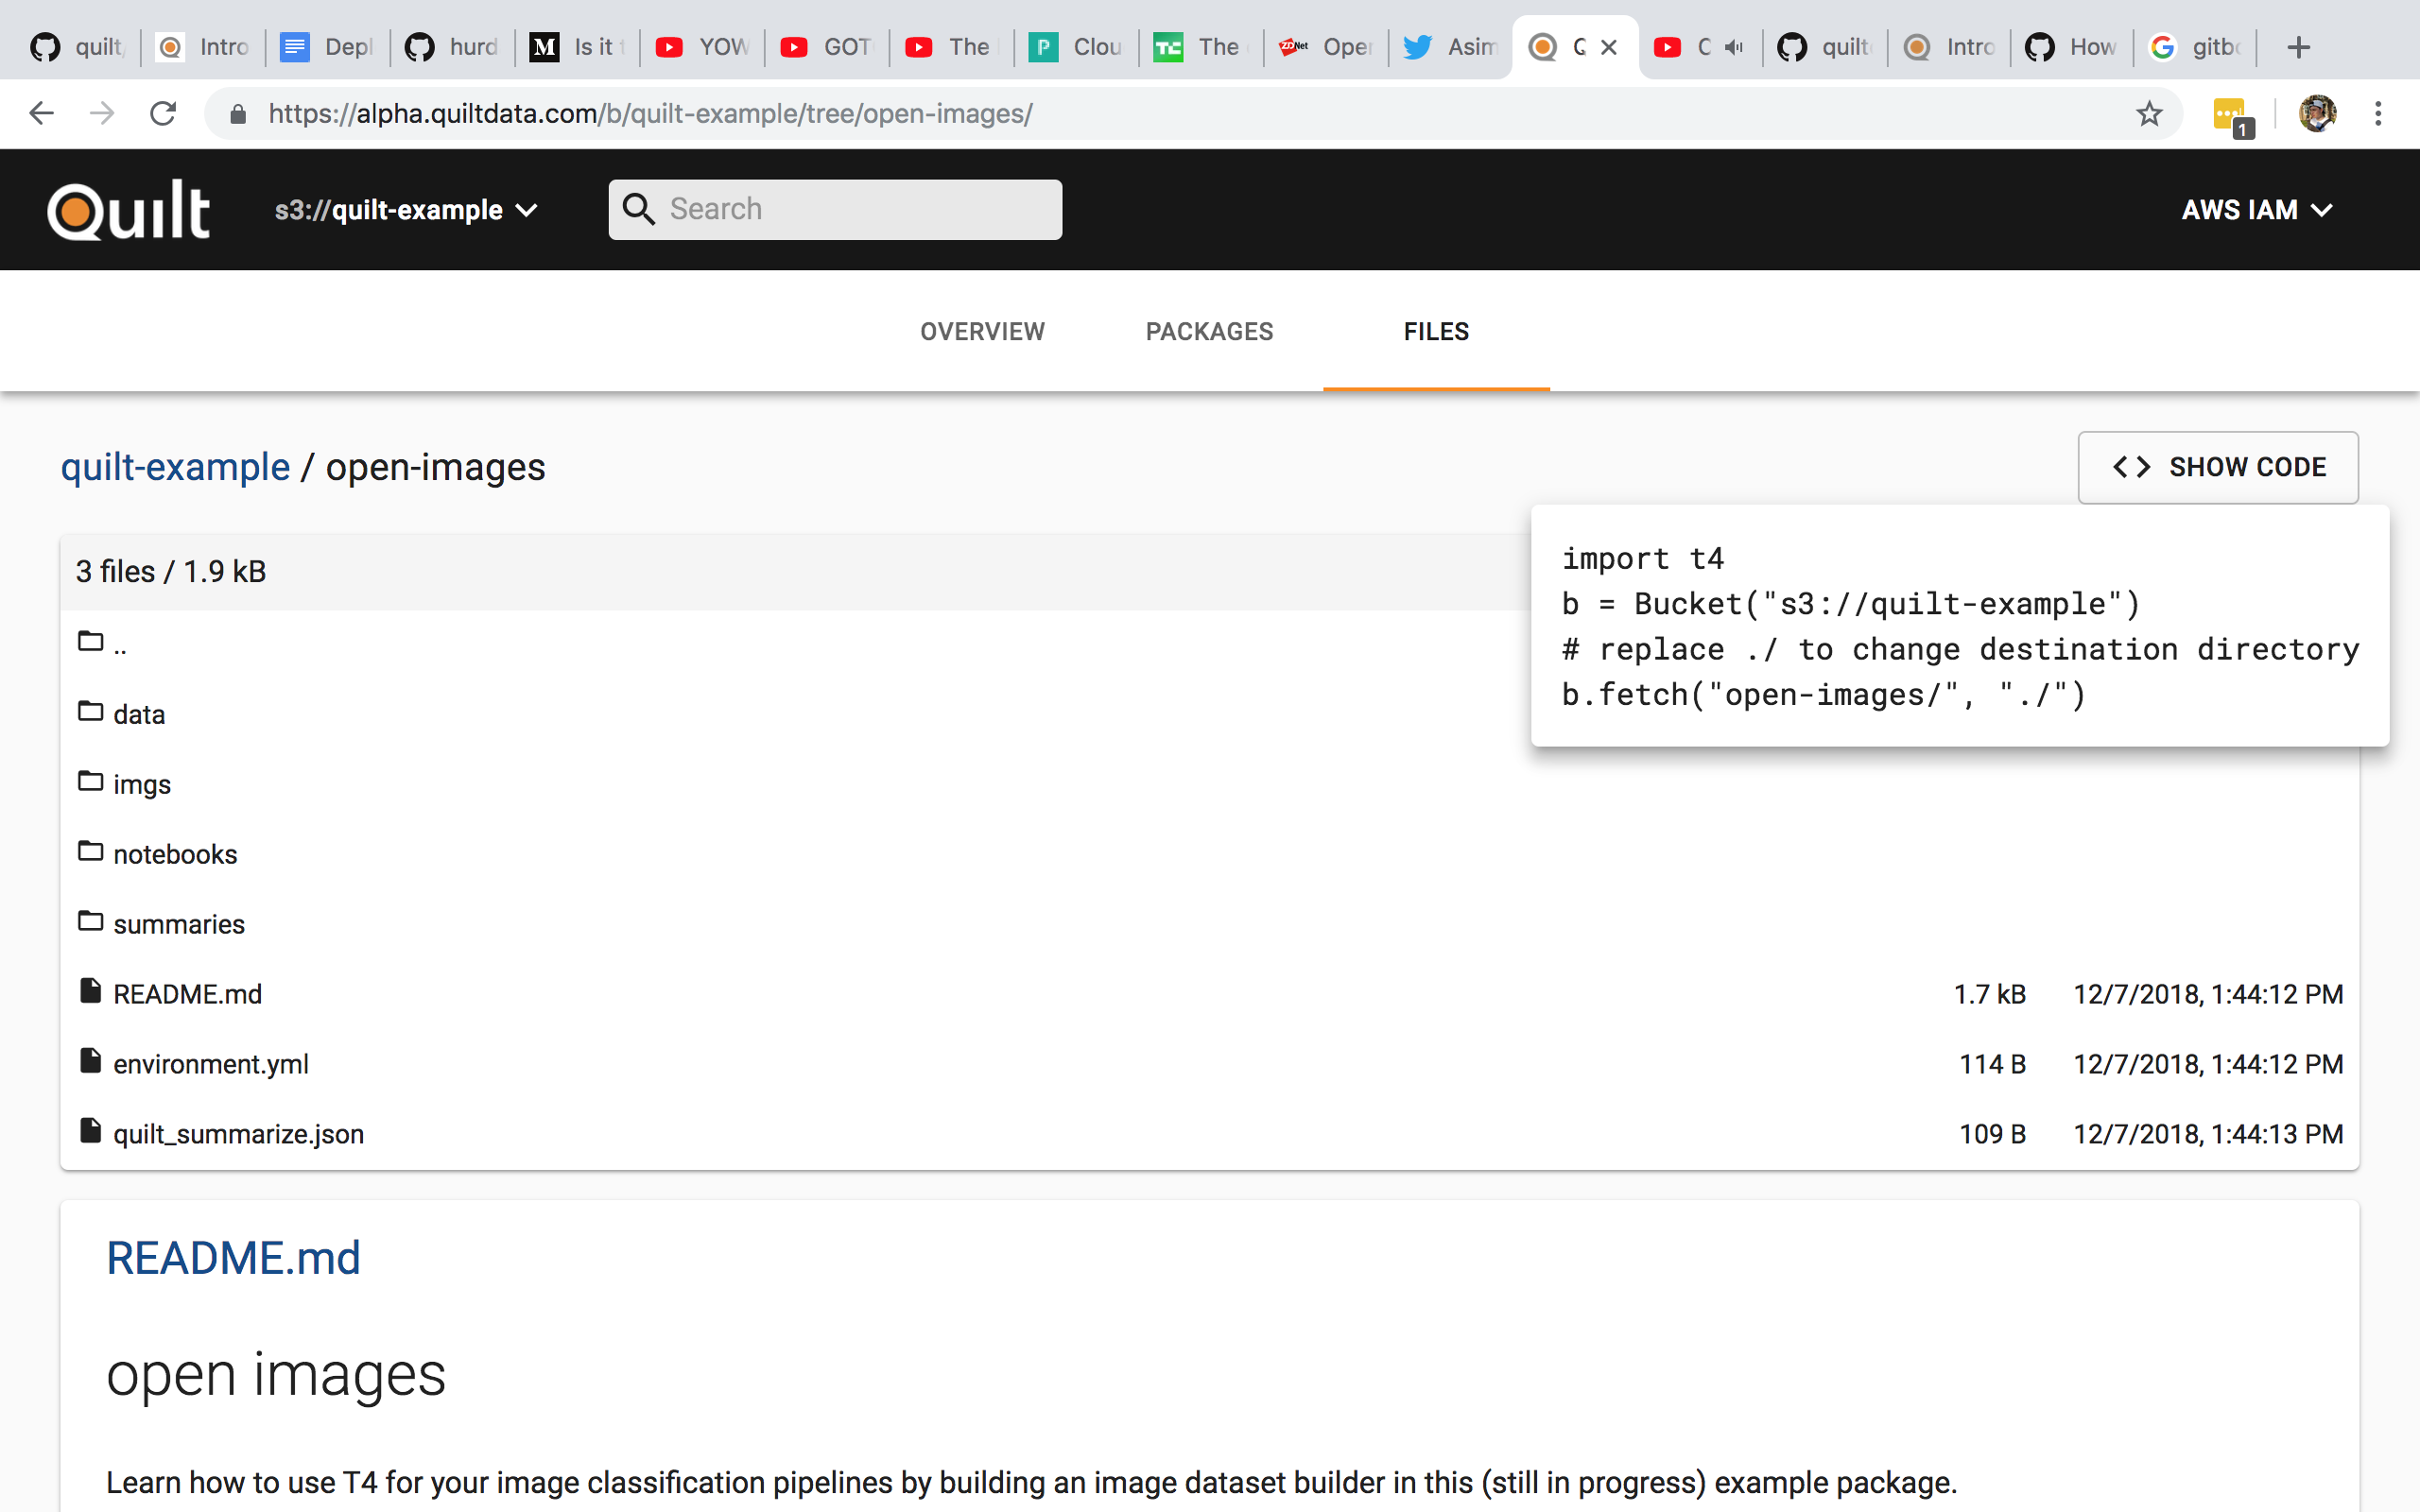 quilt Intro Depl hurd Is it YOW GOT The Clou The Oper Asim Q C quilt Intro How gitb
https://alpha.quiltdata.com/b/quilt-example/tree/open-images/
1
Quilt s3://quilt-example Search AWS IAM
OVERVIEW PACKAGES FILES
quilt-example / open-images
SHOW CODE
3 files / 1.9 kB
import t4
b = Bucket("s3://quilt-example")
# replace ./ to change destination directory
b.fetch("open-images/", "./")
..
data
imgs
notebooks
summaries
README.md 1.7 kB 12/7/2018, 1:44:12 PM
environment.yml 114 B 12/7/2018, 1:44:12 PM
quilt_summarize.json 109 B 12/7/2018, 1:44:13 PM
README.md
open images
Learn how to use T4 for your image classification pipelines by building an image dataset builder in this (still in progress) example package.